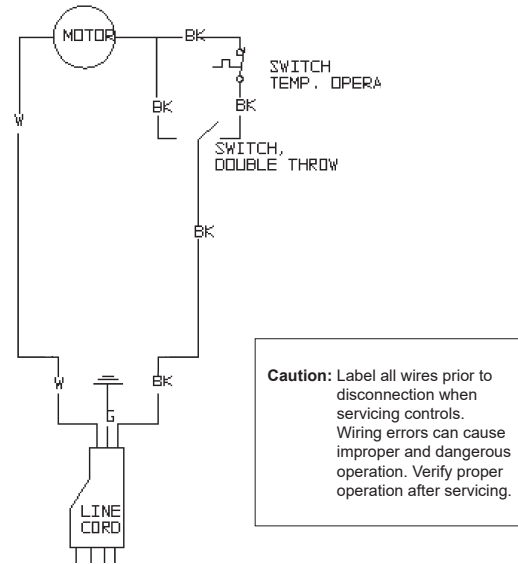 MOTOR
BK
SWITCH
TEMP. OPERA
BK
BK
W
SWITCH,
DOUBLE THROW
BK
W
BK
G
LINE
CORD
Caution: Label all wires prior to
disconnection when
servicing controls.
Wiring errors can cause
improper and dangerous
operation. Verify proper
operation after servicing.